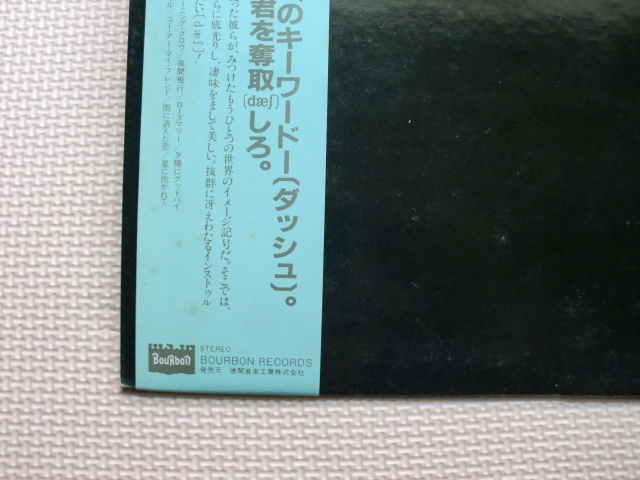 のキーワードー(ダッシュ)。
君を奪取[dæʃ]しろ。
った彼らが、みつけたもうひとつの世界のイメージ記号だ。そこでは、
らに底光りし、凄味をまして美しい。抜群に冴えわたるインストゥル
たい[dæʃ]!
ーニング・グロウ/夜間飛行/ローズマリー/夕陽にグッドバイ
ル/ユー・アー・マイ・フレンド/雨に消えた恋/星に抱かれて
BOURBON
STEREO
BOURBON RECORDS
発売元 徳間音楽工業株式会社